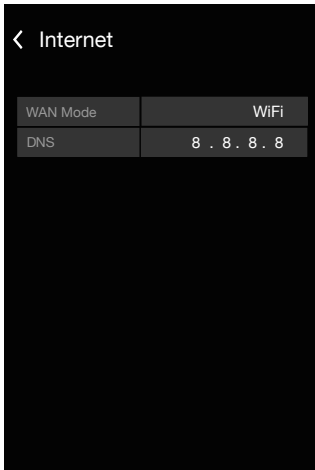 Internet
WAN Mode WiFi
DNS 8 . 8 . 8 . 8